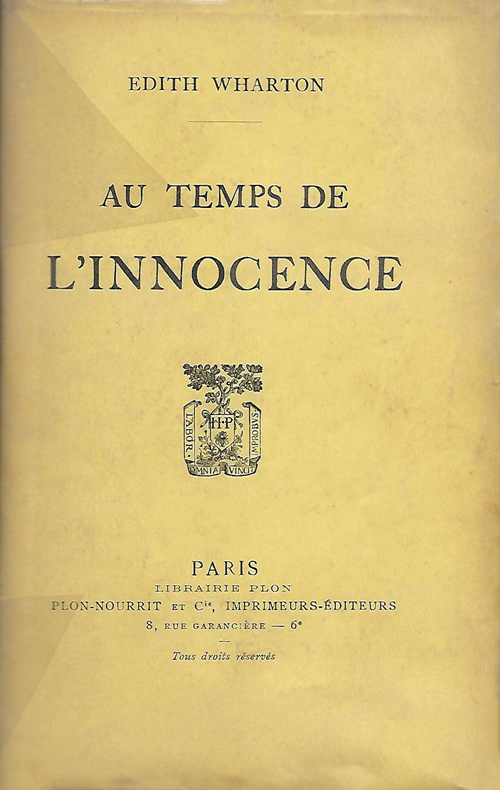 EDITH WHARTON
AU TEMPS DE
L'INNOCENCE
LABOR
H·P
IMPROBVS
OMNIA VINCIT
PARIS
LIBRAIRIE PLON
PLON-NOURRIT ET Cie, IMPRIMEURS-ÉDITEURS
8, RUE GARANCIÈRE — 6e
Tous droits réservés